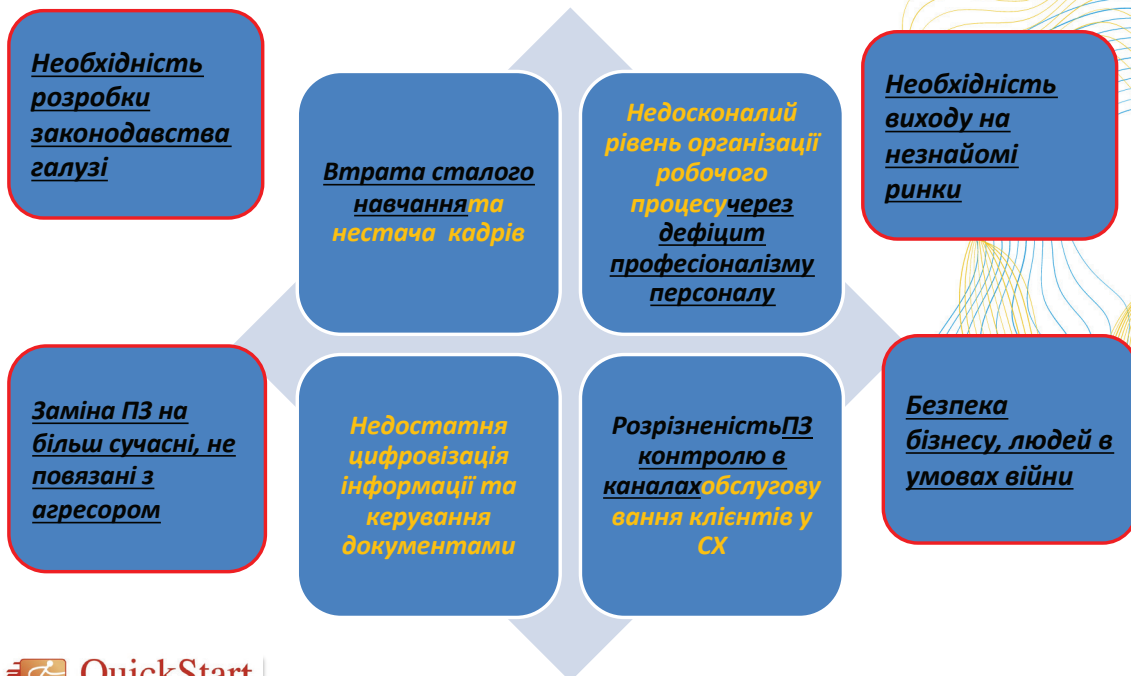 Необхідність
розробки
законодавства
галузі
Втрата сталого
навчаннята
нестача кадрів
Недосконалий
рівень організації
робочого
процесучерез
дефіцит
професіоналізму
персоналу
Необхідність
виходу на
незнайомі
ринки
Заміна ПЗ на
більш сучасні, не
повязані з
агресором
Недостатня
цифровізація
інформації та
керування
документами
РозрізненістьПЗ
контролю в
каналахобслугову
вання клієнтів у
СХ
Безпека
бізнесу, людей в
умовах війни
QuickStart